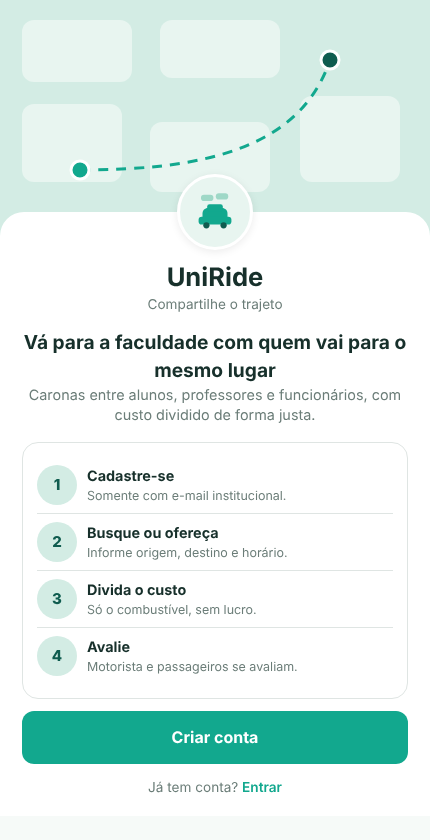 UniRide
Compartilhe o trajeto
Vá para a faculdade com quem vai para o
mesmo lugar
Caronas entre alunos, professores e funcionários, com
custo dividido de forma justa.
1
Cadastre-se
Somente com e-mail institucional.
2
Busque ou ofereça
Informe origem, destino e horário.
3
Divida o custo
Só o combustível, sem lucro.
4
Avalie
Motorista e passageiros se avaliam.
Criar conta
Já tem conta? Entrar